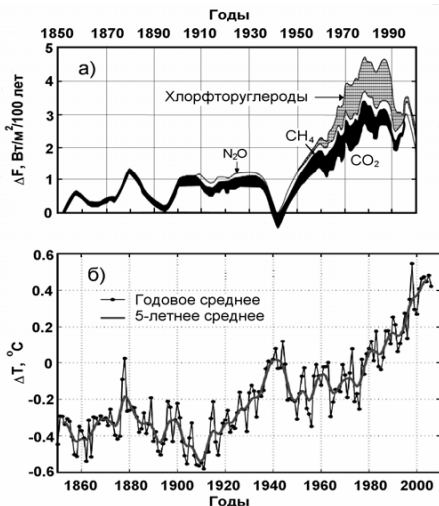 Годы
1850 1870 1890 1910 1925 1930 1950 1970 1990
а)
5
4
3
2
1
0
ΔF, Вт/м²/100 лет
Хлорфторуглероды
CH₄
N₂O
CO₂
б)
Годовое среднее
5-летнее среднее
0.6
0.4
0.2
0
-0.2
-0.4
-0.6
ΔT, °C
1860 1880 1900 1920 1940 1960 1980 2000
Годы